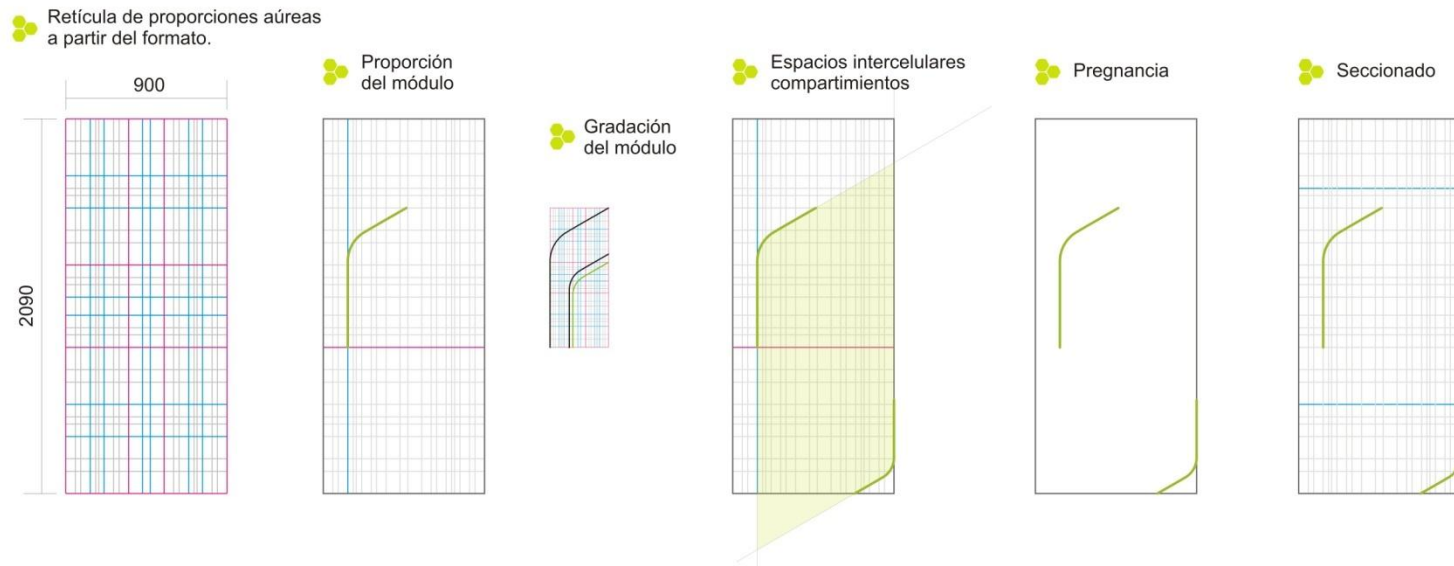 Retícula de proporciones aúreas
a partir del formato.
900
2090
Proporción
del módulo
Gradación
del módulo
Espacios intercelulares
compartimientos
Pregnancia
Seccionado